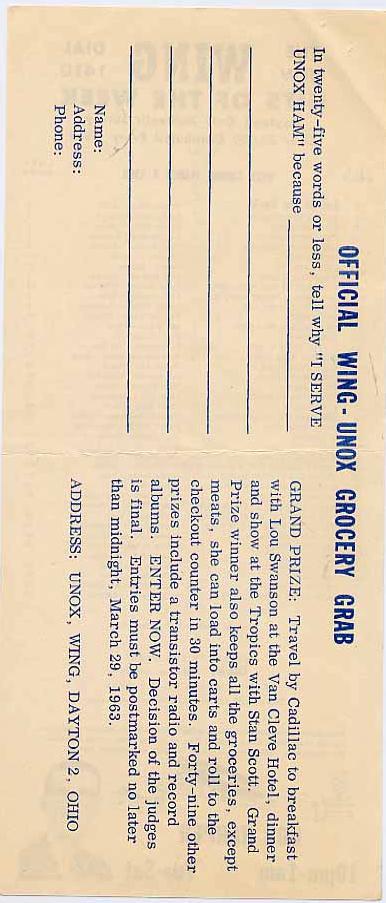 OFFICIAL WING - UNOX GROCERY GRAB
In twenty-five words or less, tell why "I SERVE
UNOX HAM" because
Name:
Address:
Phone:
GRAND PRIZE: Travel by Cadillac to breakfast
with Lou Swanson at the Van Cleve Hotel, dinner
and show at the Tropics with Stan Scott. Grand
Prize winner also keeps all the groceries, except
meats, she can load into carts and roll to the
checkout counter in 30 minutes. Forty-nine other
prizes include a transistor radio and record
albums. ENTER NOW. Decision of the judges
is final. Entries must be postmarked no later
than midnight, March 29, 1963.
ADDRESS: UNOX, WING, DAYTON 2, OHIO